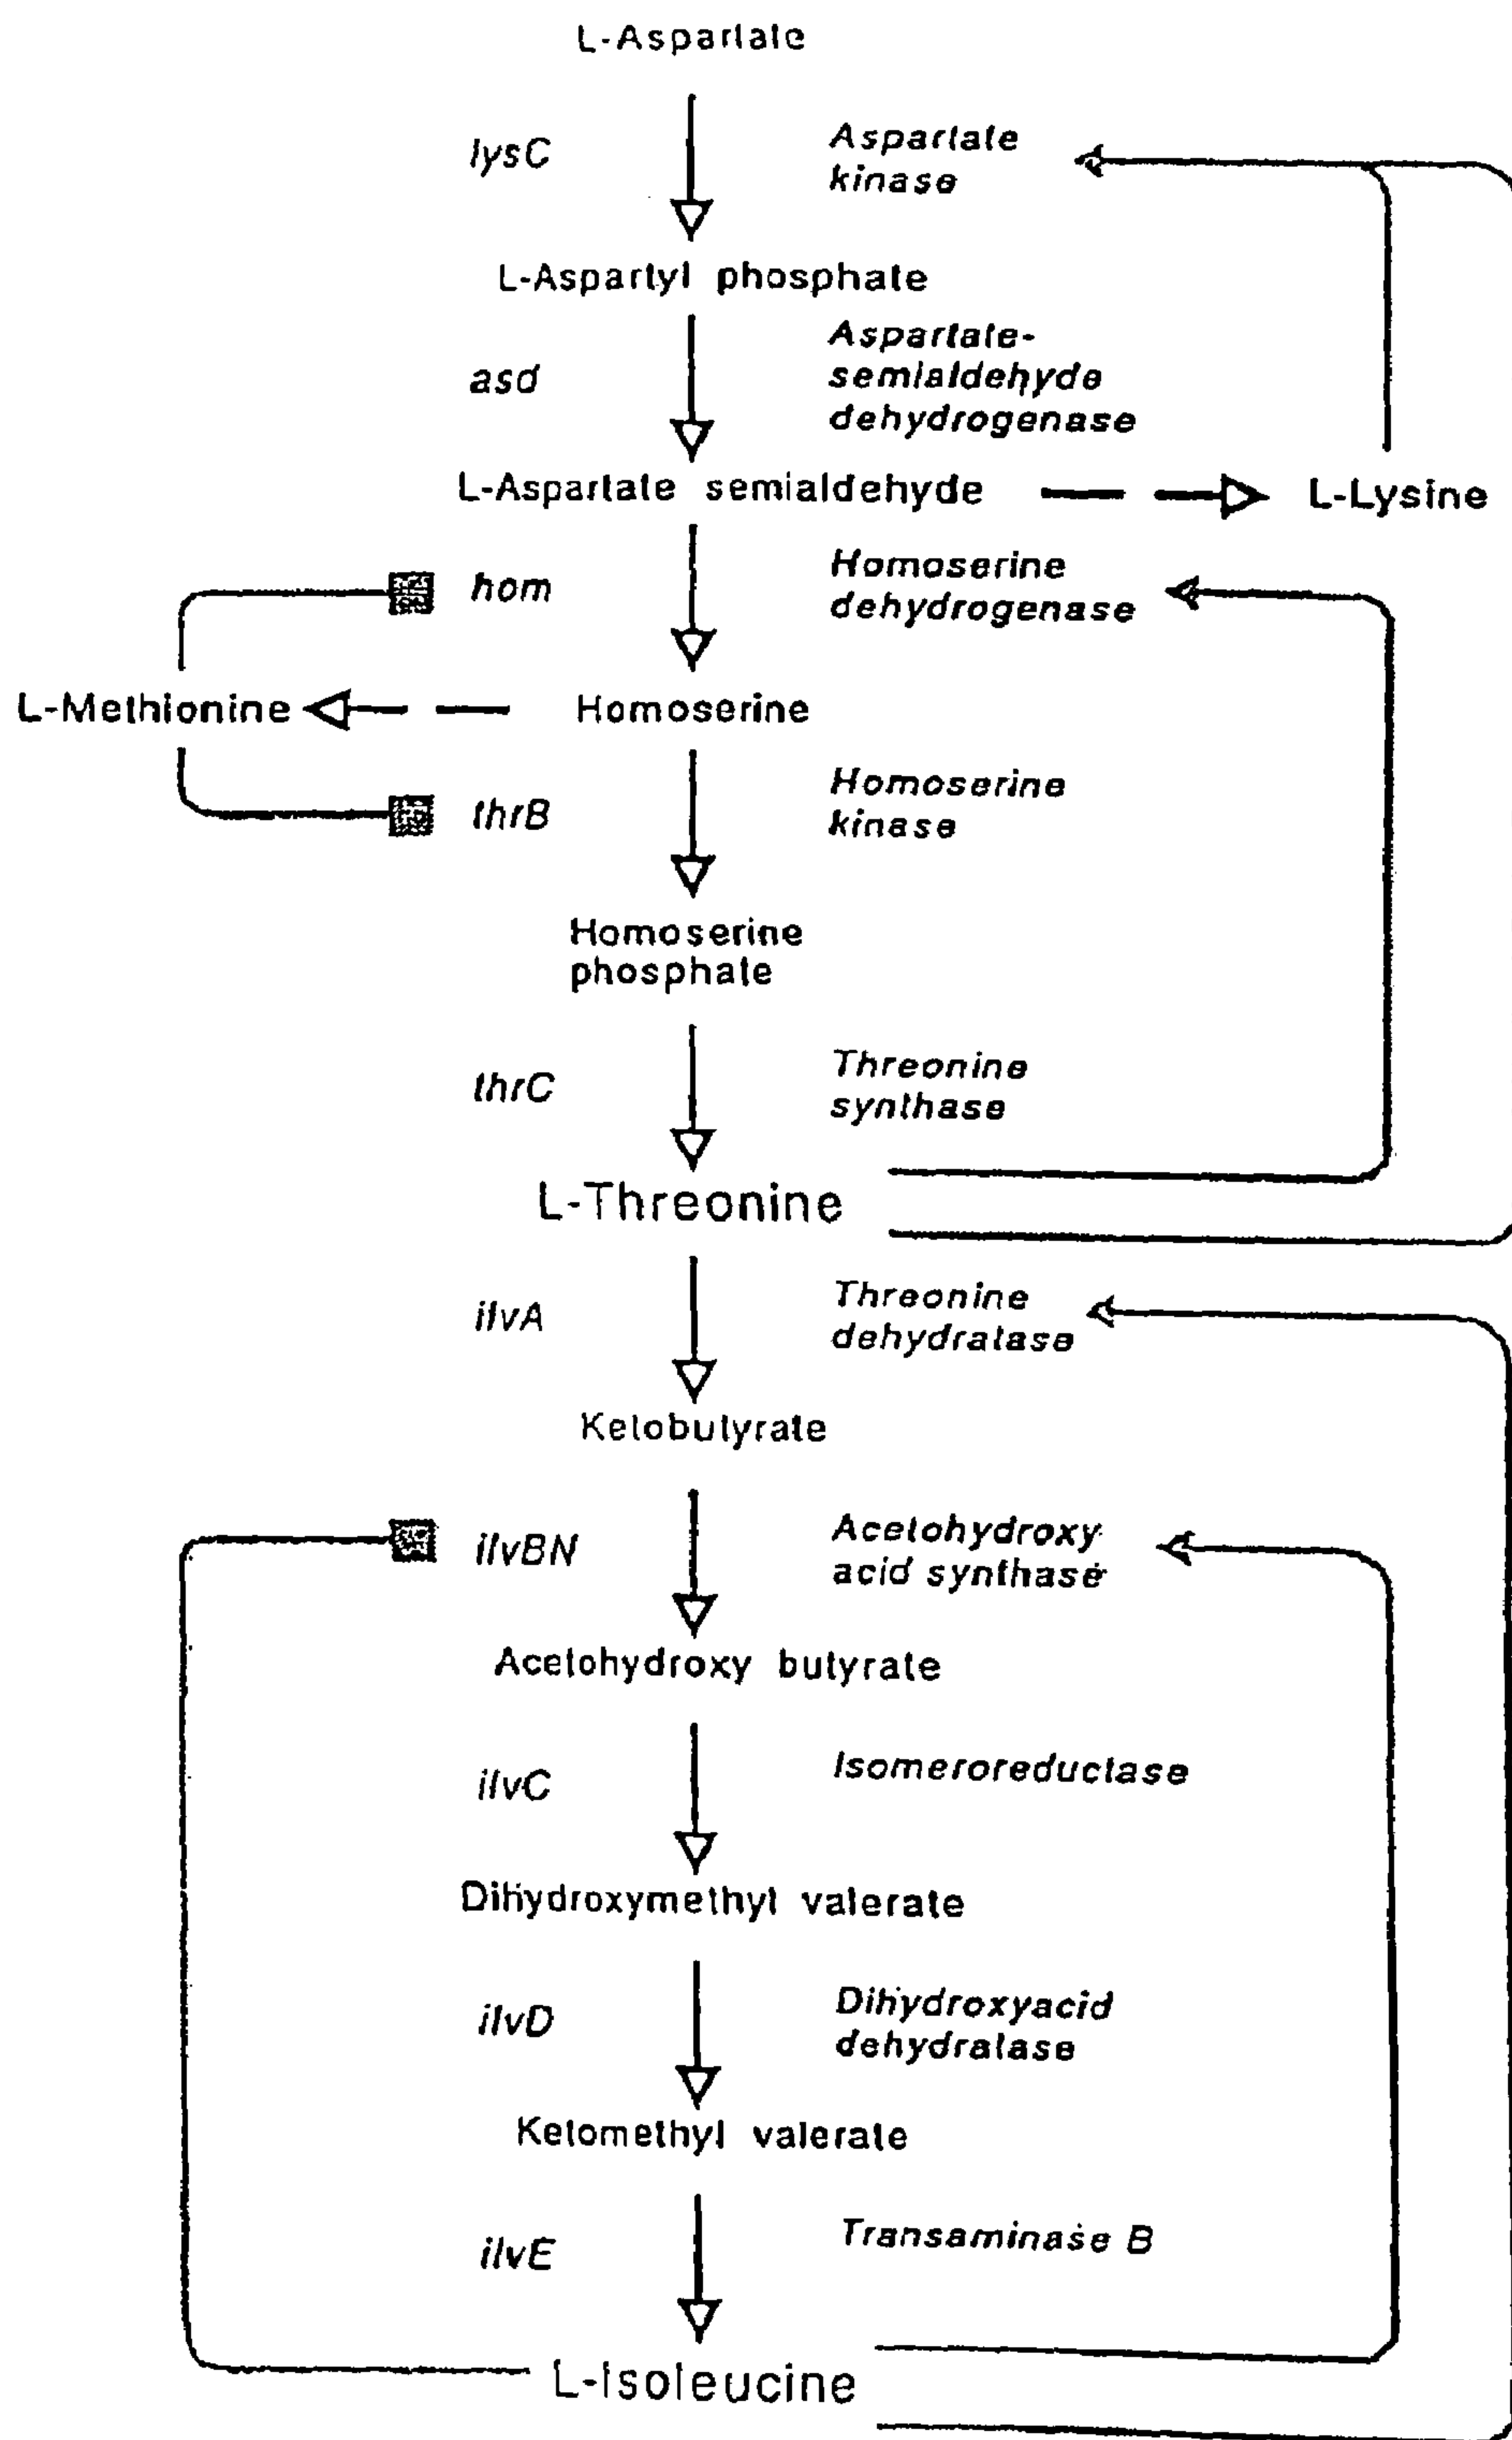 L-Aspartate
lysC
Aspartate
kinase
L-Aspartyl phosphate
asd
Aspartate-
semialdehyde
dehydrogenase
L-Aspartate semialdehyde
L-Lysine
hom
Homoserine
dehydrogenase
L-Methionine
Homoserine
thrB
Homoserine
kinase
Homoserine
phosphate
thrC
Threonine
synthase
L-Threonine
ilvA
Threonine
dehydratase
Ketobutyrate
ilvBN
Acetohydroxy
acid synthase
Acetohydroxy butyrate
ilvC
Isomeroreductase
Dihydroxymethyl valerate
ilvD
Dihydroxyacid
dehydratase
Ketomethyl valerate
ilvE
Transaminase B
L-Isoleucine